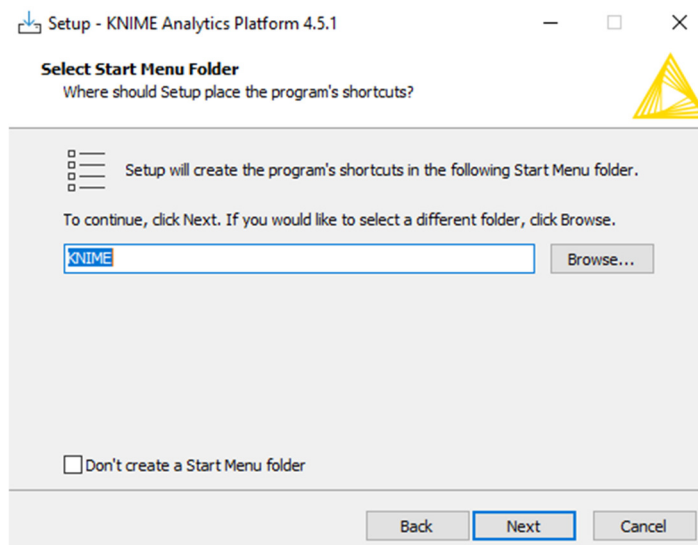 Setup - KNIME Analytics Platform 4.5.1
Select Start Menu Folder
Where should Setup place the program's shortcuts?
Setup will create the program's shortcuts in the following Start Menu folder.
To continue, click Next. If you would like to select a different folder, click Browse.
KNIME
Browse...
Don't create a Start Menu folder
Back
Next
Cancel